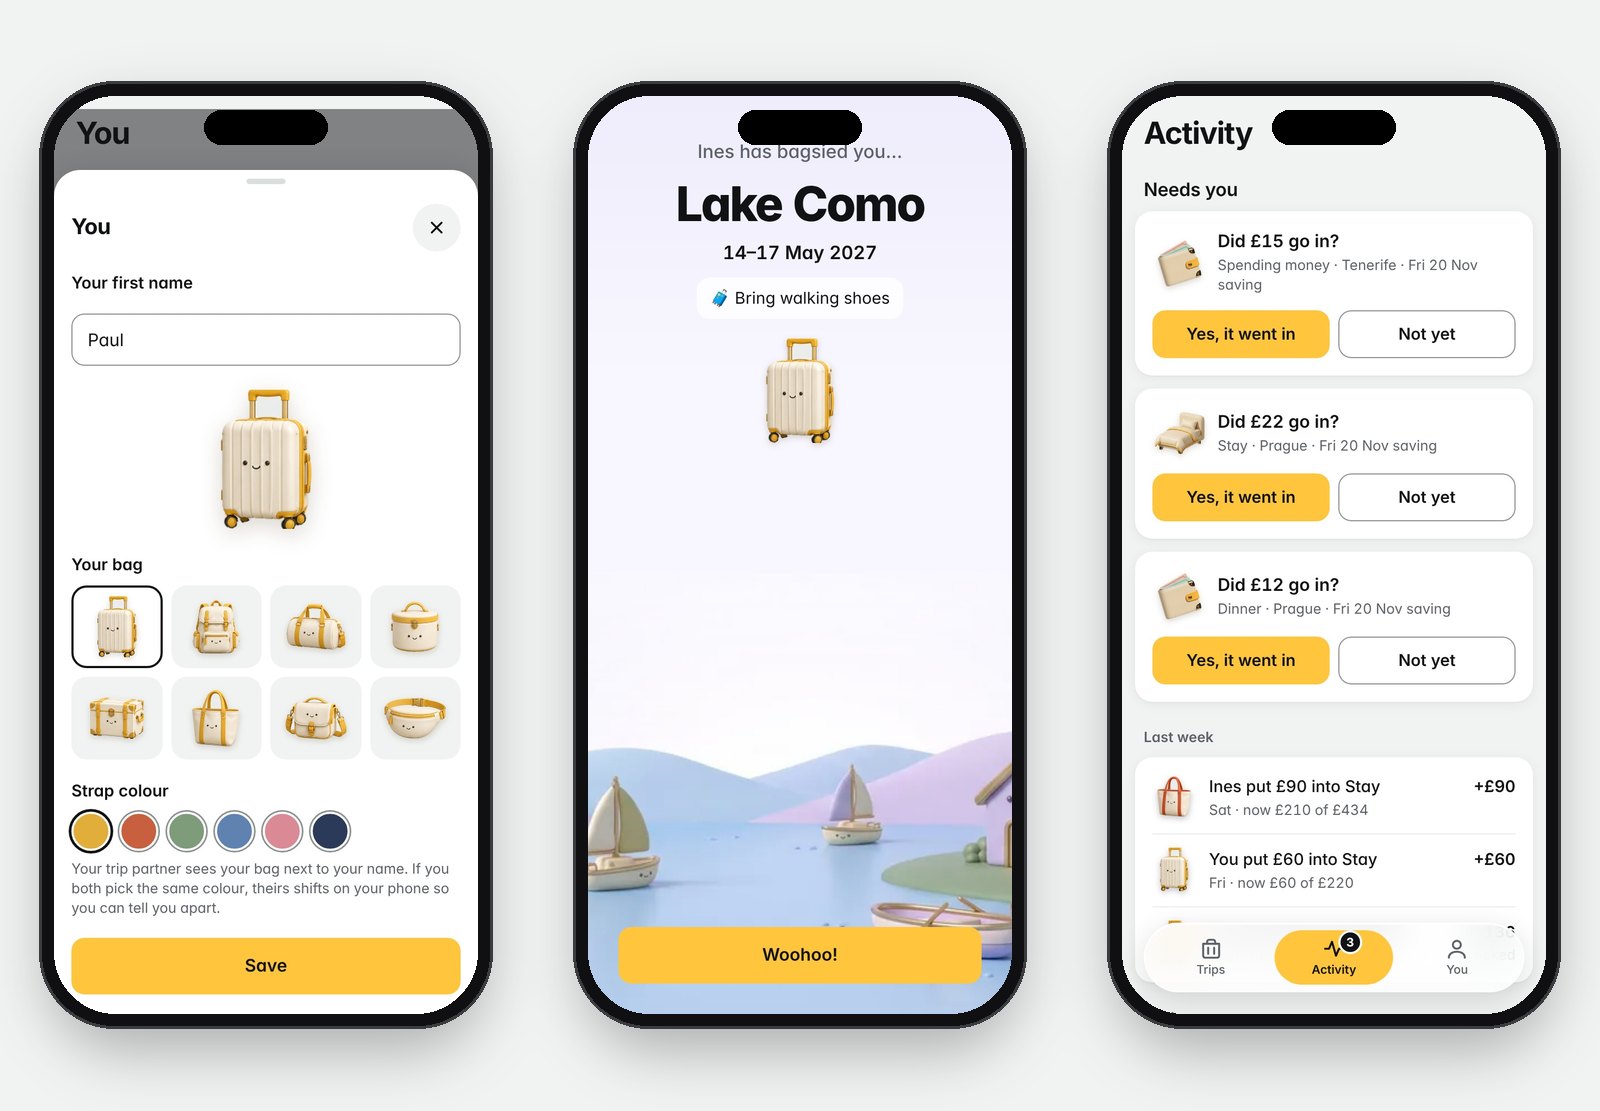 You
You
Your first name
Paul
Your bag
Strap colour
Your trip partner sees your bag next to your name. If you
both pick the same colour, theirs shifts on your phone so
you can tell you apart.
Save
Ines has bagsied you...
Lake Como
14–17 May 2027
Bring walking shoes
Woohoo!
Activity
Needs you
Did £15 go in?
Spending money · Tenerife · Fri 20 Nov
saving
Yes, it went in
Not yet
Did £22 go in?
Stay · Prague · Fri 20 Nov saving
Yes, it went in
Not yet
Did £12 go in?
Dinner · Prague · Fri 20 Nov saving
Yes, it went in
Not yet
Last week
Ines put £90 into Stay
+£90
Sat · now £210 of £434
You put £60 into Stay
+£60
Fri · now £60 of £220
Trips
3
Activity
You